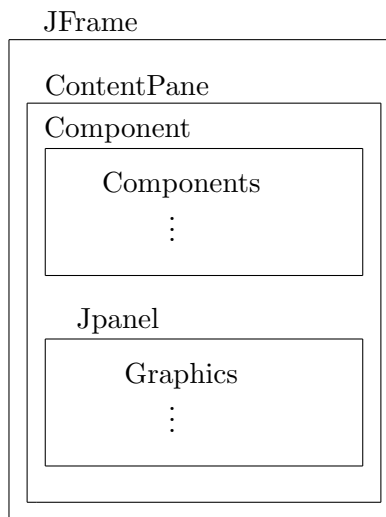 JFrame
ContentPane
Component
Components
⋮
Jpanel
Graphics
⋮